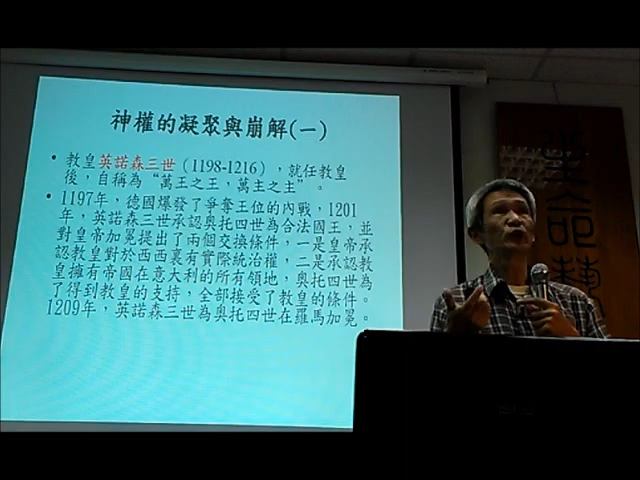 神權的凝聚與崩解(一)
• 教皇英諾森三世(1198-1216),就任教皇
後,自稱為“萬王之王,萬主之主”。
• 1197年,德國爆發了爭奪王位的內戰,1201
年,英諾森三世承認奧托四世為合法國王,並
對皇帝加冕提出了兩個交換條件,一是皇帝承
認教皇對於西西裏有實際統治權,二是承認教
皇擁有帝國在意大利的所有領地,奧托四世為
了得到教皇的支持,全部接受了教皇的條件。
1209年,英諾森三世為奧托四世在羅馬加冕。
命